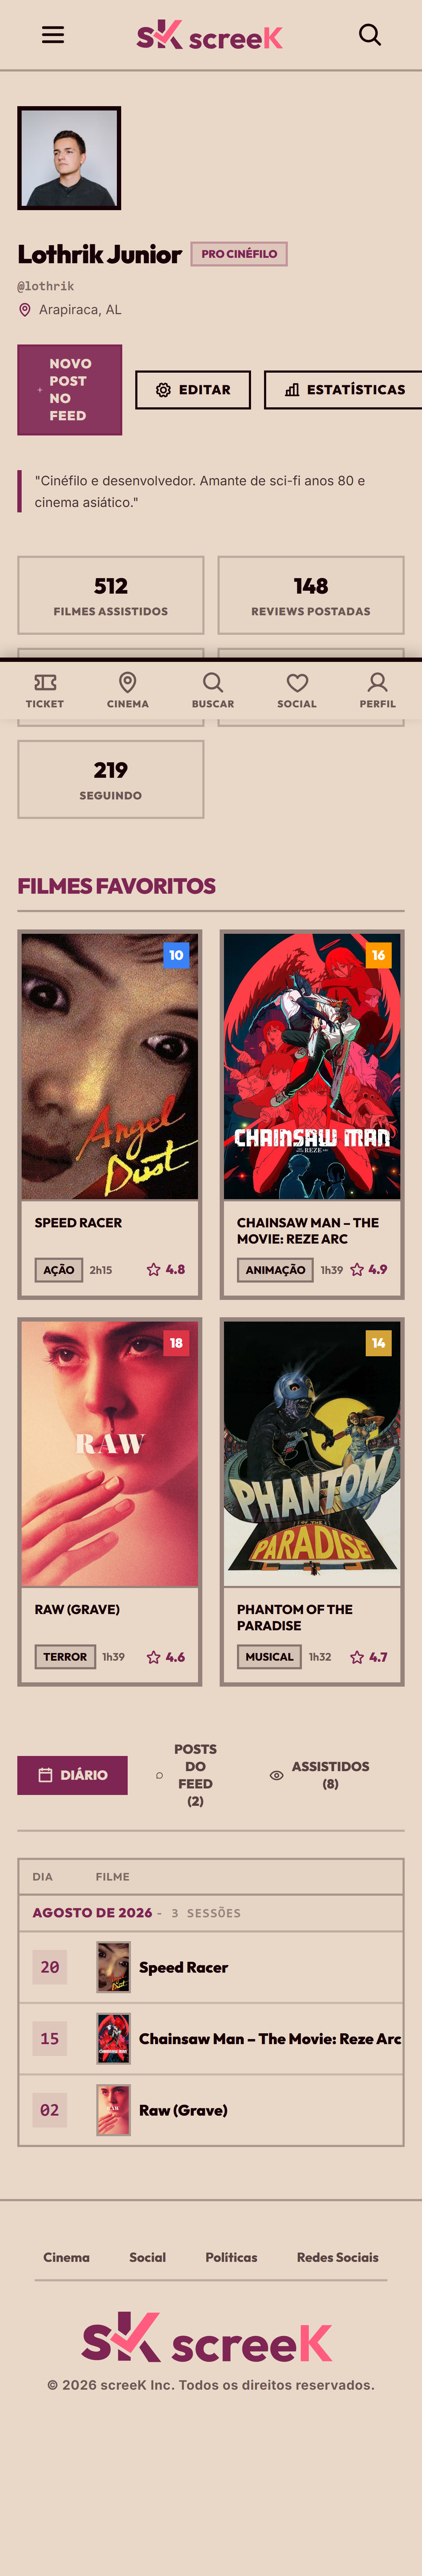 SK screeK
Lothrik Junior
PRO CINÉFILO
@lothrik
Arapiraca, AL
NOVO
POST
NO
FEED
EDITAR
ESTATÍSTICAS
"Cinéfilo e desenvolvedor. Amante de sci-fi anos 80 e
cinema asiático."
512
FILMES ASSISTIDOS
148
REVIEWS POSTADAS
TICKET
CINEMA
BUSCAR
SOCIAL
PERFIL
219
SEGUINDO
FILMES FAVORITOS
10
Angel
Dust
SPEED RACER
AÇÃO
2h15
4.8
16
CHAINSAW MAN
REZE
CHAINSAW MAN – THE
MOVIE: REZE ARC
ANIMAÇÃO
1h39
4.9
18
RAW
RAW (GRAVE)
TERROR
1h39
4.6
14
PHANTOM
PARADISE
PHANTOM OF THE
PARADISE
MUSICAL
1h32
4.7
DIÁRIO
POSTS
DO
FEED
(2)
ASSISTIDOS
(8)
DIA
FILME
AGOSTO DE 2026 - 3 SESSÕES
20
Speed Racer
15
Chainsaw Man – The Movie: Reze Arc
02
Raw (Grave)
Cinema
Social
Políticas
Redes Sociais
SK screeK
© 2026 screeK Inc. Todos os direitos reservados.